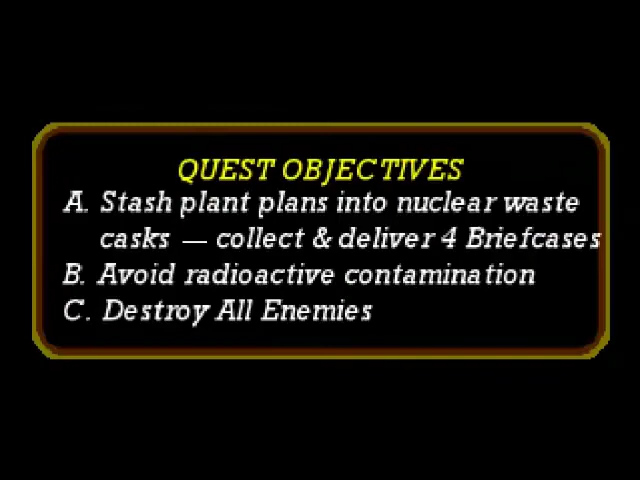 QUEST OBJECTIVES
A. Stash plant plans into nuclear waste
casks — collect & deliver 4 Briefcases
B. Avoid radioactive contamination
C. Destroy All Enemies